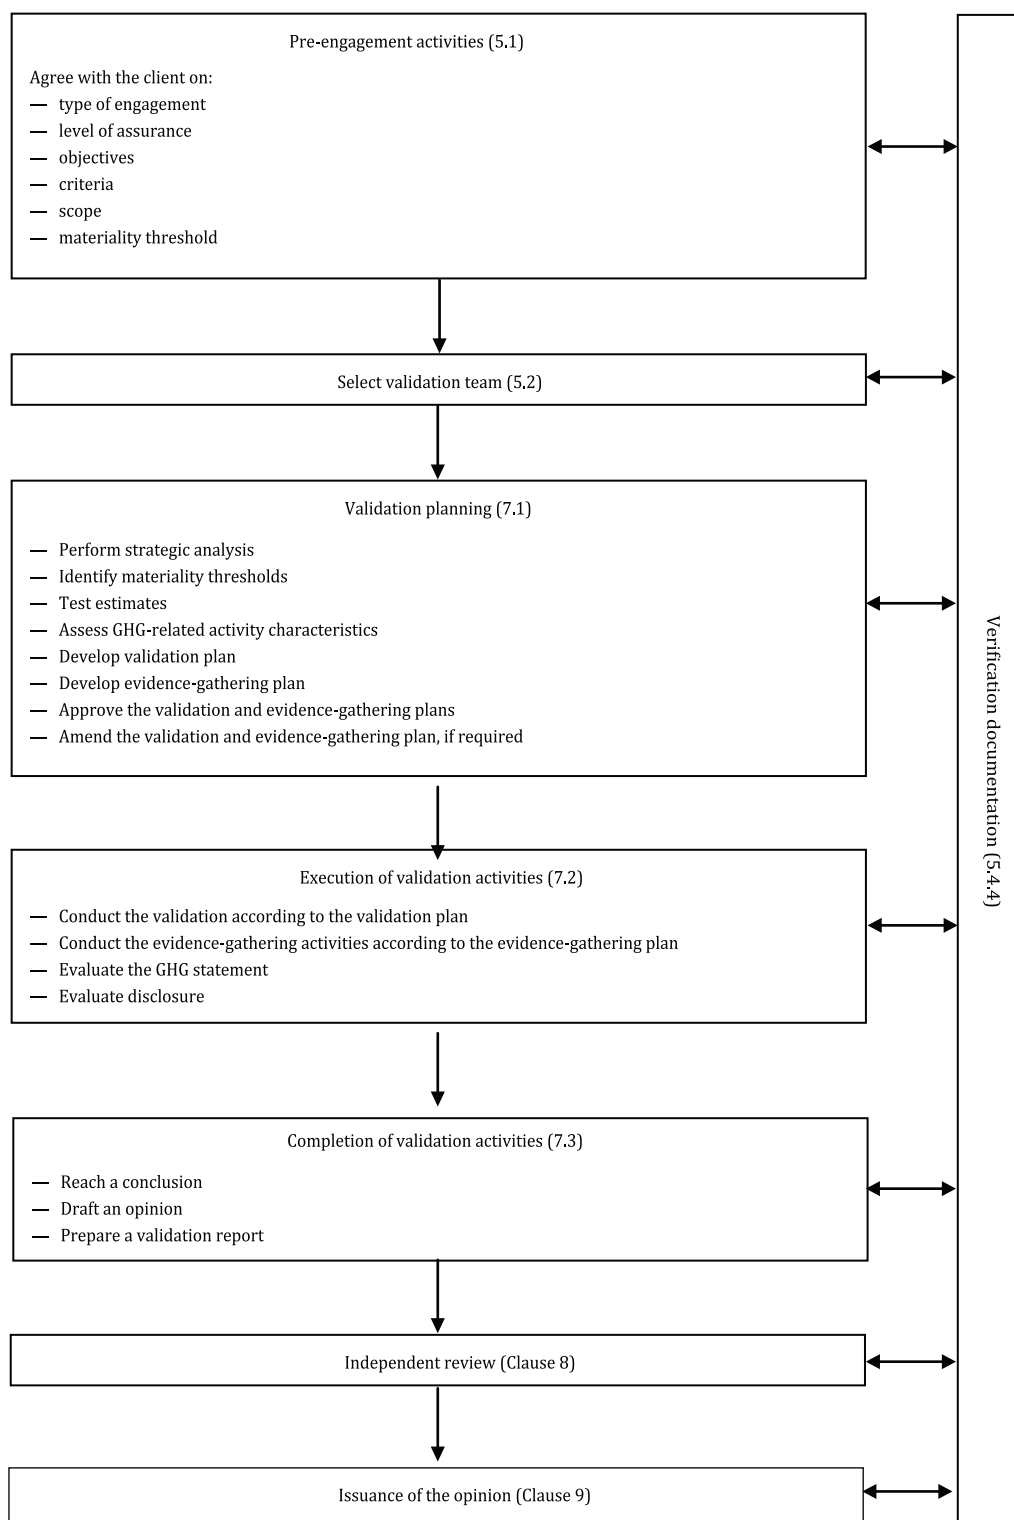 Pre-engagement activities (5.1)
Agree with the client on:
— type of engagement
— level of assurance
— objectives
— criteria
— scope
— materiality threshold
Select validation team (5.2)
Validation planning (7.1)
— Perform strategic analysis
— Identify materiality thresholds
— Test estimates
— Assess GHG-related activity characteristics
— Develop validation plan
— Develop evidence-gathering plan
— Approve the validation and evidence-gathering plans
— Amend the validation and evidence-gathering plan, if required
Execution of validation activities (7.2)
— Conduct the validation according to the validation plan
— Conduct the evidence-gathering activities according to the evidence-gathering plan
— Evaluate the GHG statement
— Evaluate disclosure
Completion of validation activities (7.3)
— Reach a conclusion
— Draft an opinion
— Prepare a validation report
Independent review (Clause 8)
Issuance of the opinion (Clause 9)
Verification documentation (5.4.4)